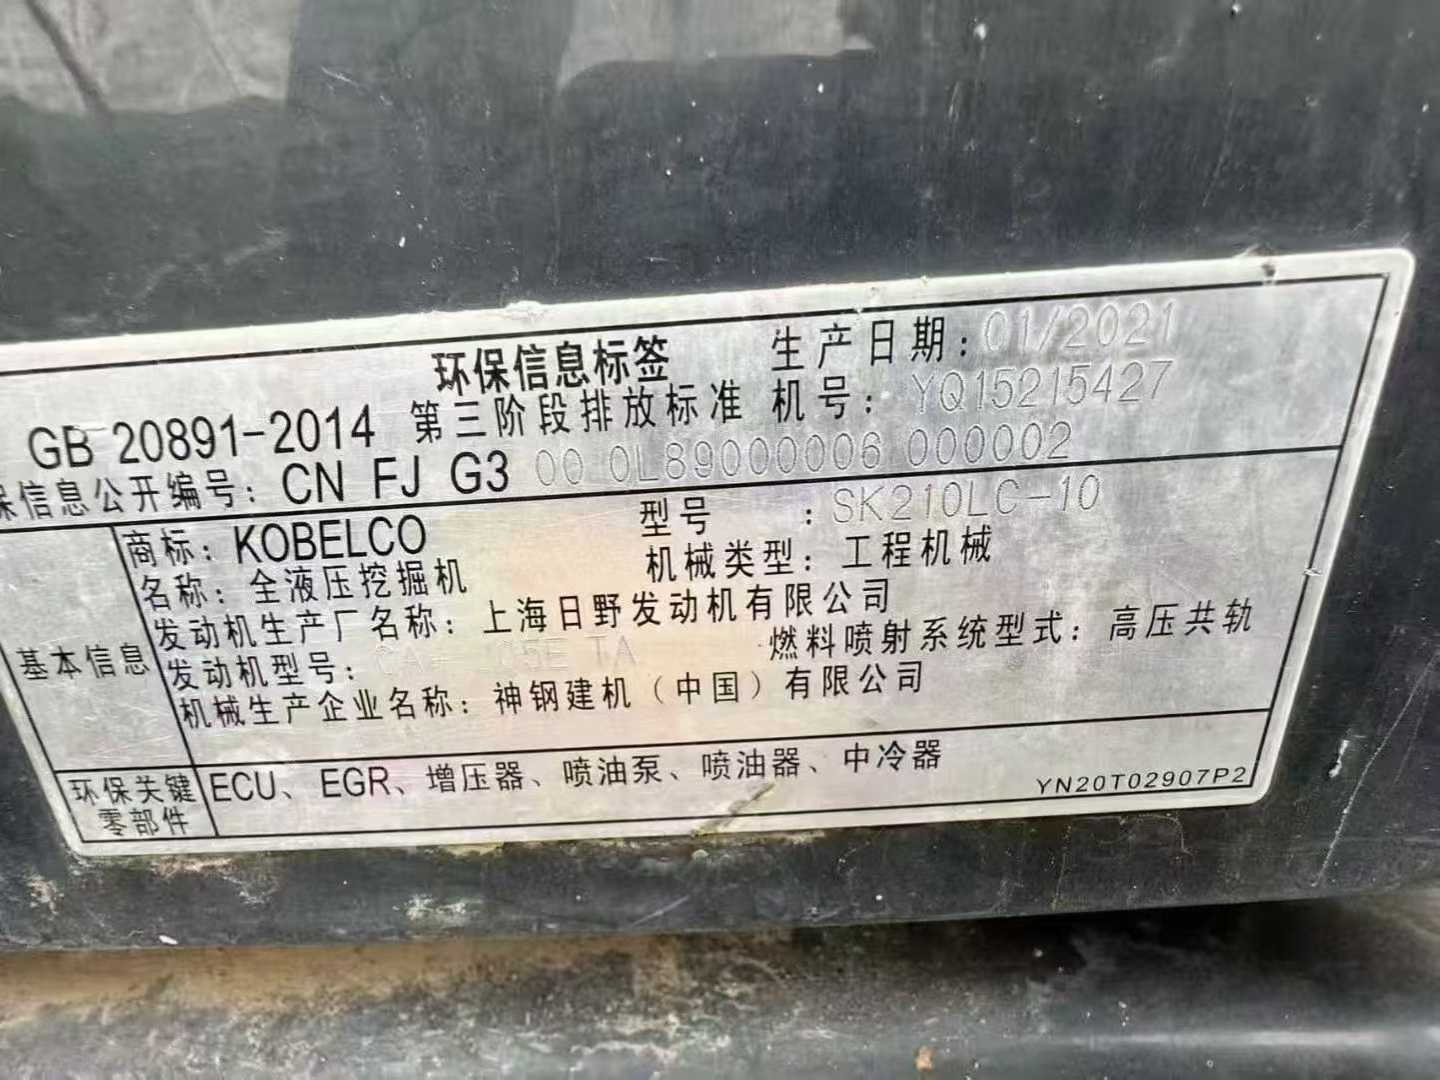 环保信息标签 生产日期:01/2021
GB 20891-2014 第三阶段排放标准 机号: YQ15215427
保信息公开编号: CN FJ G3 00 0L89000006 000002
基本信息
商标: KOBELCO 型号 : SK210LC-10
名称: 全液压挖掘机 机械类型: 工程机械
发动机生产厂名称: 上海日野发动机有限公司
发动机型号: 05E TA 燃料喷射系统型式: 高压共轨
机械生产企业名称: 神钢建机(中国)有限公司
环保关键零部件
ECU、EGR、增压器、喷油泵、喷油器、中冷器
YN20T02907P2